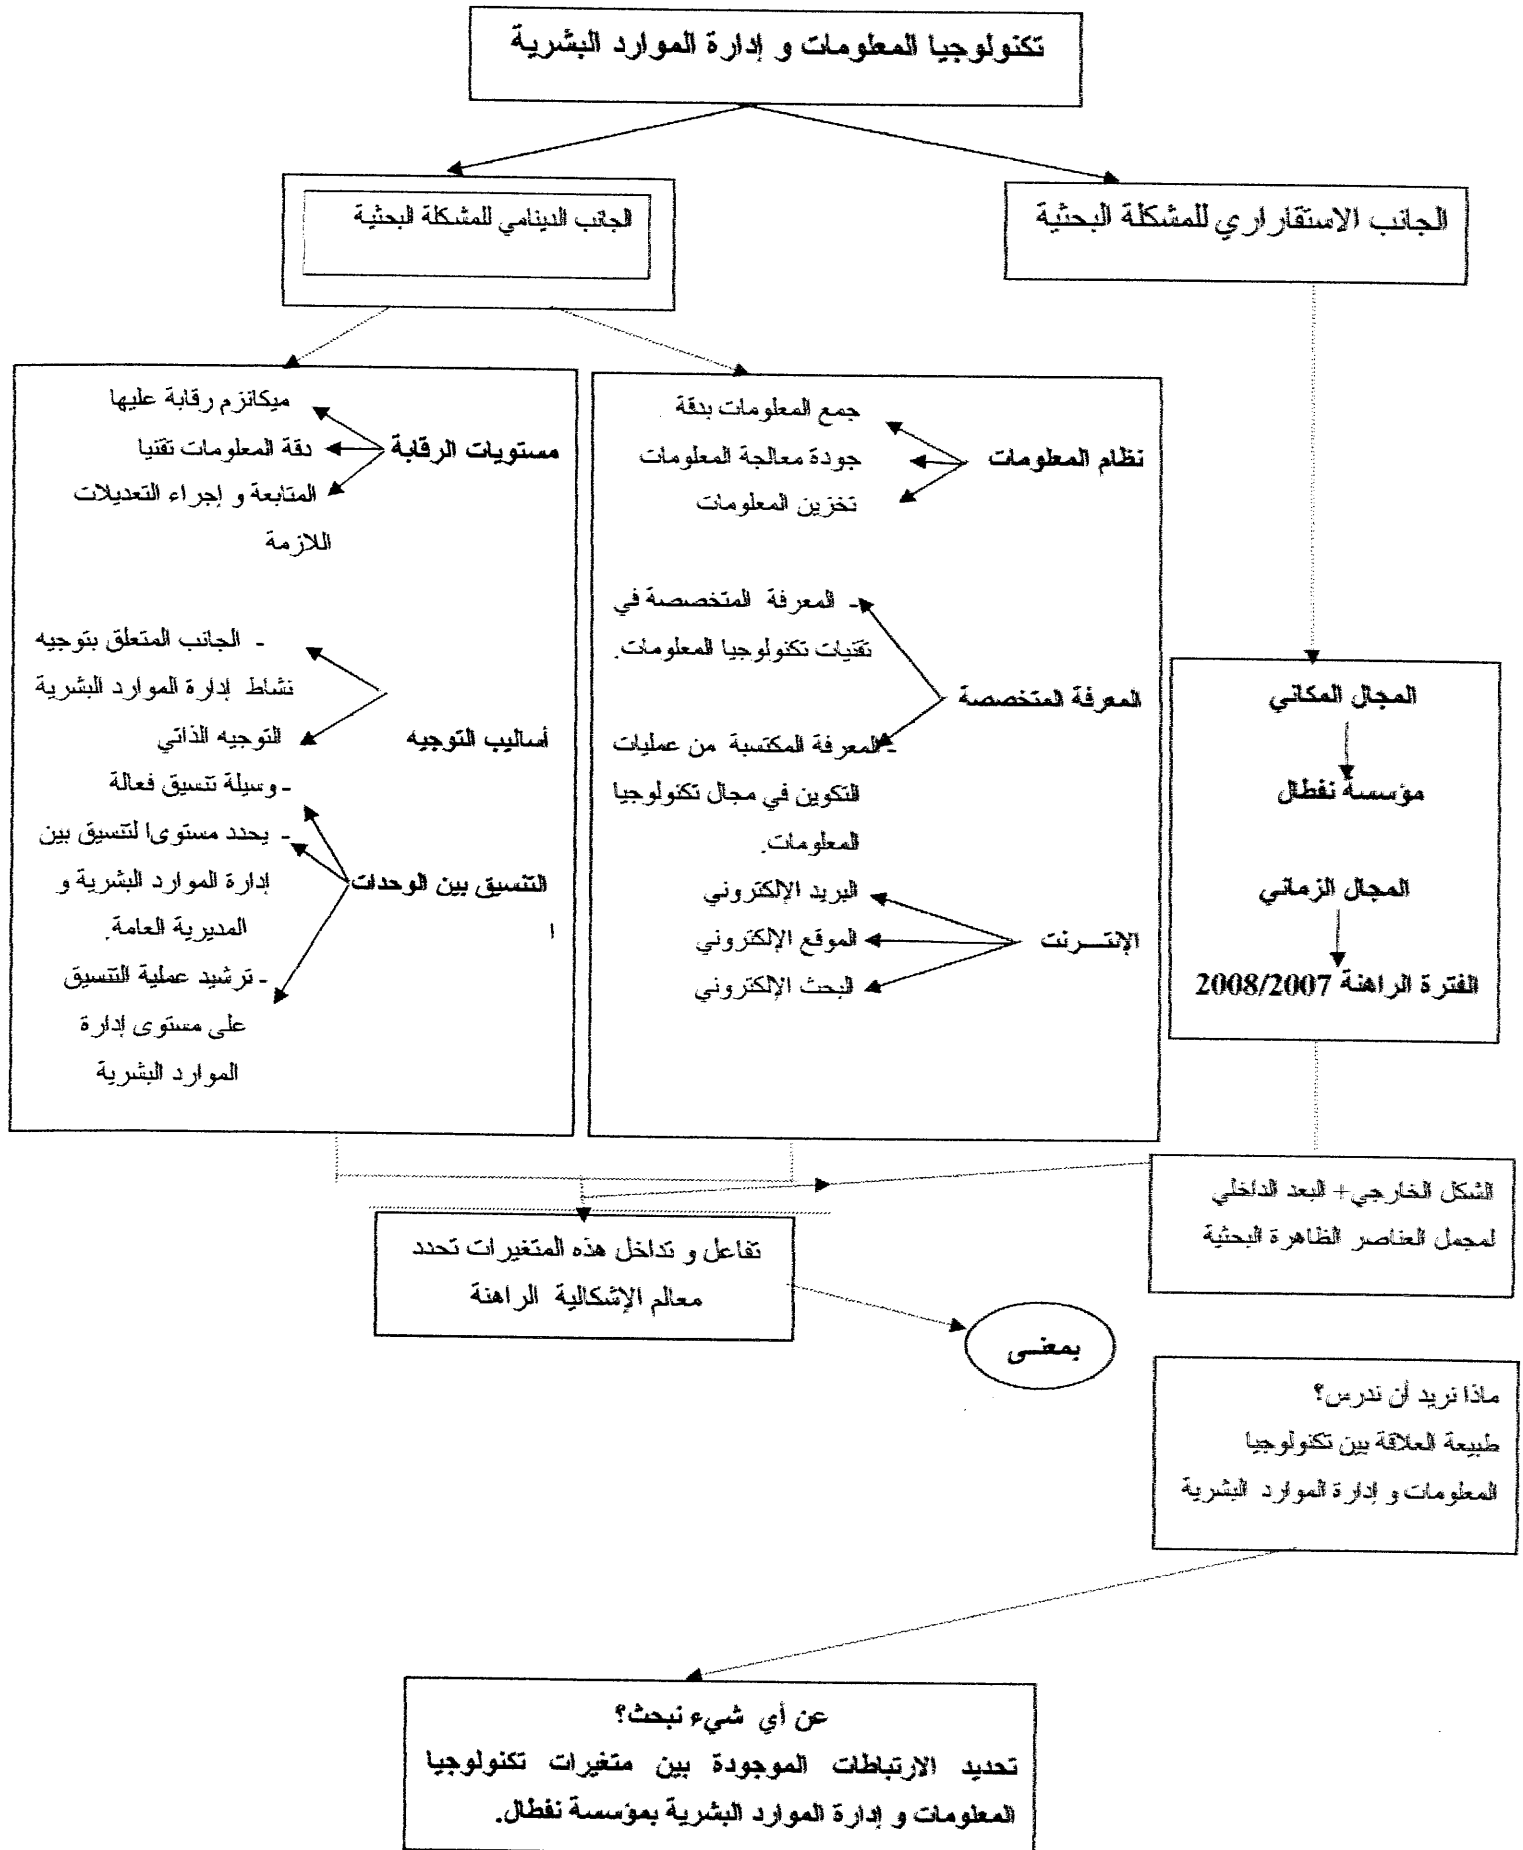 تكنولوجيا المعلومات و إدارة الموارد البشرية
الجانب الاستقراري للمشكلة البحثية
الجانب الدينامي للمشكلة البحثية
المجال المكاني
مؤسسة نفطال
المجال الزماني
الفترة الراهنة 2008/2007
نظام المعلومات
جمع المعلومات بدقة
جودة معالجة المعلومات
تخزين المعلومات
المعرفة المتخصصة
- المعرفة المتخصصة في
تقنيات تكنولوجيا المعلومات.
- المعرفة المكتسبة من عمليات
التكوين في مجال تكنولوجيا
المعلومات.
الإنتــرنت
البريد الإلكتروني
الموقع الإلكتروني
البحث الإلكتروني
مستويات الرقابة
ميكانزم رقابة عليها
دقة المعلومات تقنيا
المتابعة و إجراء التعديلات
اللازمة
أساليب التوجيه
- الجانب المتعلق بتوجيه
نشاط إدارة الموارد البشرية
التوجيه الذاتي
التنسيق بين الوحدات
ا
- وسيلة تنسيق فعالة
- يحدد مستوى التنسيق بين
إدارة الموارد البشرية و
المديرية العامة.
- ترشيد عملية التنسيق
على مستوى إدارة
الموارد البشرية
الشكل الخارجي+ البعد الداخلي
لمجمل العناصر الظاهرة البحثية
تفاعل و تداخل هذه المتغيرات تحدد
معالم الإشكالية الراهنة
بمعنــى
ماذا نريد أن ندرس؟
طبيعة العلاقة بين تكنولوجيا
المعلومات و إدارة الموارد البشرية
عن أي شيء نبحث؟
تحديد الارتباطات الموجودة بين متغيرات تكنولوجيا
المعلومات و إدارة الموارد البشرية بمؤسسة نفطال.